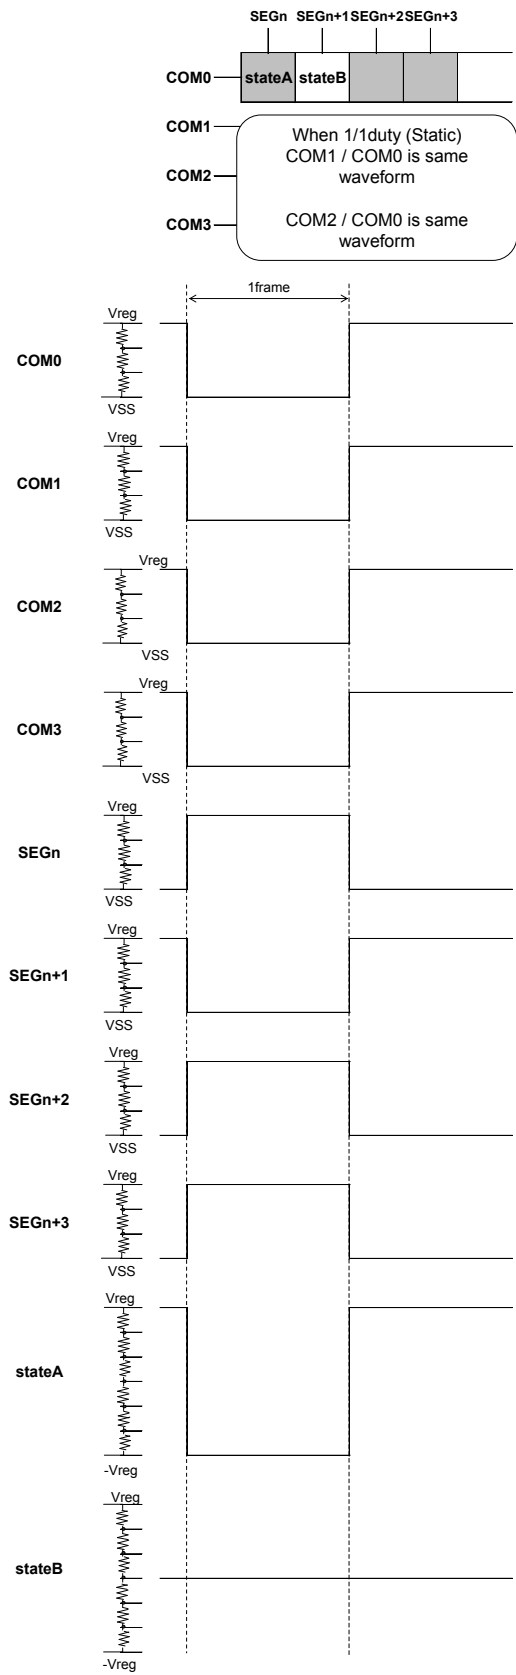 SEGn SEGn+1 SEGn+2 SEGn+3
COM0 stateA stateB
COM1
COM2
COM3
When 1/1duty (Static)
COM1 / COM0 is same
waveform
COM2 / COM0 is same
waveform
1frame
Vreg
COM0
VSS
Vreg
COM1
VSS
Vreg
COM2
VSS
Vreg
COM3
VSS
Vreg
SEGn
VSS
Vreg
SEGn+1
VSS
Vreg
SEGn+2
VSS
Vreg
SEGn+3
VSS
Vreg
stateA
-Vreg
Vreg
stateB
-Vreg